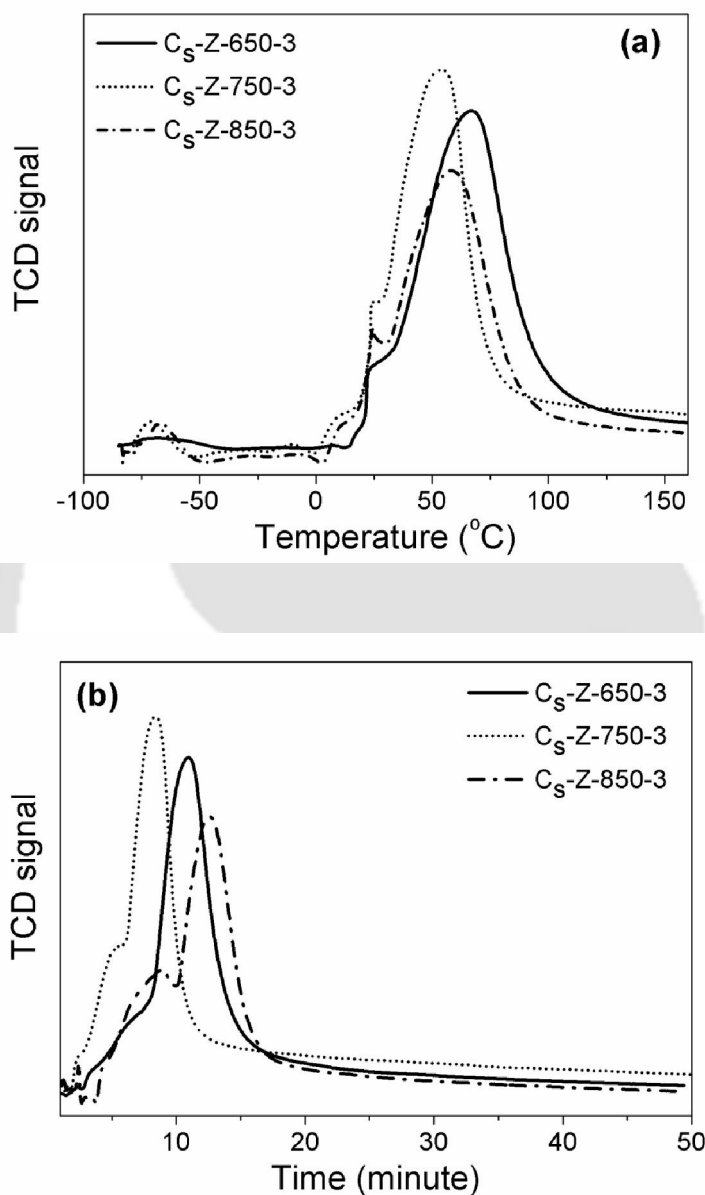 (a)
Cs-Z-650-3
Cs-Z-750-3
Cs-Z-850-3
TCD signal
-100 -50 0 50 100 150
Temperature (°C)
(b)
Cs-Z-650-3
Cs-Z-750-3
Cs-Z-850-3
TCD signal
10 20 30 40 50
Time (minute)